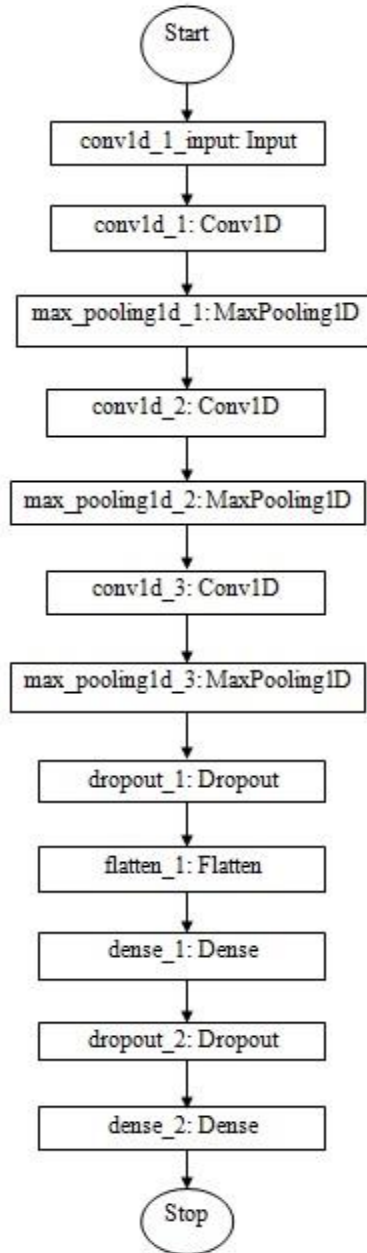 Start
conv1d_1_input: Input
conv1d_1: Conv1D
max_pooling1d_1: MaxPooling1D
conv1d_2: Conv1D
max_pooling1d_2: MaxPooling1D
conv1d_3: Conv1D
max_pooling1d_3: MaxPooling1D
dropout_1: Dropout
flatten_1: Flatten
dense_1: Dense
dropout_2: Dropout
dense_2: Dense
Stop